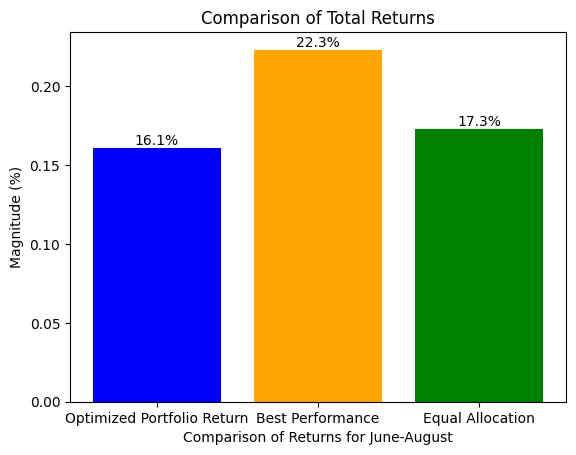 Comparison of Total Returns
22.3%
17.3%
16.1%
0.20
0.15
0.10
0.05
0.00
Magnitude (%)
Optimized Portfolio Return Best Performance Equal Allocation
Comparison of Returns for June-August